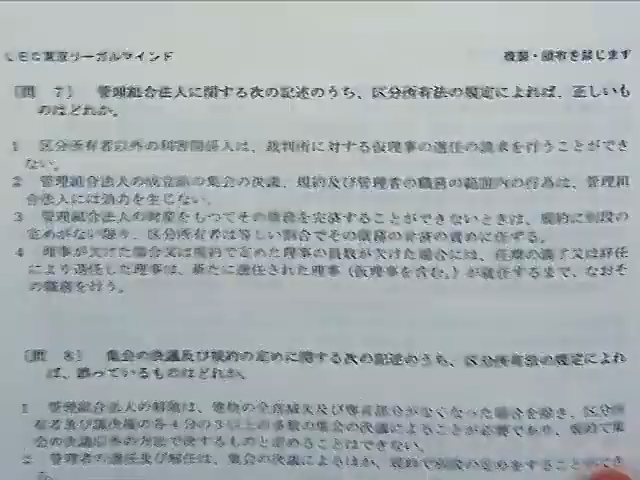 LEC東京リーガルマインド
複製・頒布を禁じます
〔問 7〕 管理組合法人に関する次の記述のうち、区分所有法の規定によれば、正しいも
のはどれか。
1 区分所有者以外の利害関係人は、裁判所に対する仮理事の選任の請求を行うことができ
ない。
2 管理組合法人の成立前の集会の決議、規約及び管理者の職務の範囲内の行為は、管理組
合法人には効力を生じない。
3 管理組合法人の財産をもってその債務を完済することができないときは、規約に別段の
定めがない限り、区分所有者は等しい割合でその債務の弁済の責めに任ずる。
4 理事が欠けた場合又は規約で定めた理事の員数が欠けた場合には、任期の満了又は辞任
により退任した理事は、新たに選任された理事（仮理事を含む。）が就任するまで、なおそ
の職務を行う。
〔問 8〕 集会の決議及び規約の定めに関する次の記述のうち、区分所有法の規定によれ
ば、誤っているものはどれか。
1 管理組合法人の解散は、建物の全部滅失及び専有部分がなくなった場合を除き、区分所
有者及び議決権の各4分の3以上の多数の集会の決議によることが必要であり、規約で集
会の決議以外の方法で決するものと定めることはできない。
2 管理者の選任及び解任は、集会の決議によるほか、規約で別段の定めをすることができ